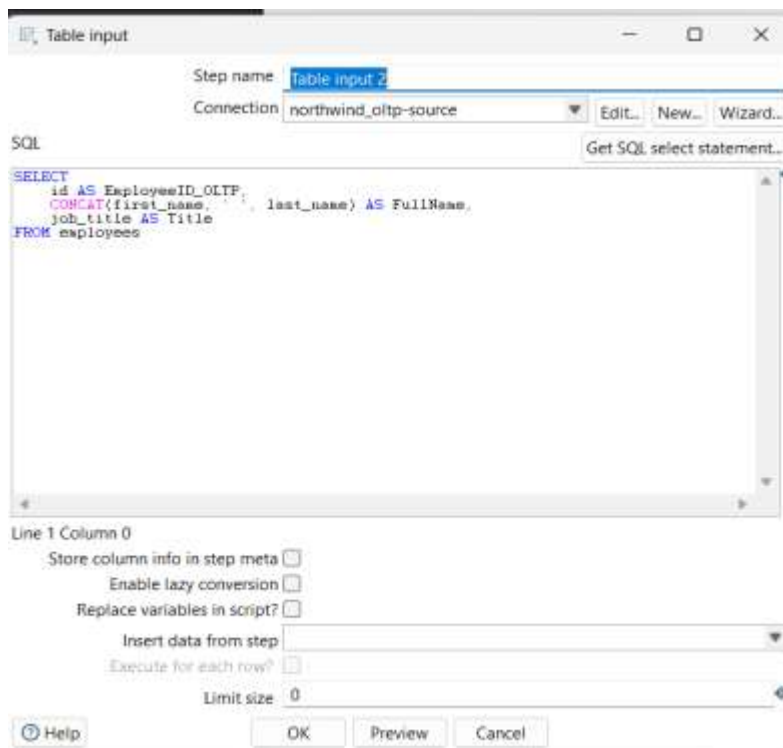 Table input
Step name Table input 2
Connection northwind_oltp-source Edit... New... Wizard...
SQL Get SQL select statement...
SELECT
id AS EmployeeID_OLTP,
CONCAT(first_name, ' ', last_name) AS FullName,
job_title AS Title
FROM employees
Line 1 Column 0
Store column info in step meta
Enable lazy conversion
Replace variables in script?
Insert data from step
Execute for each row?
Limit size 0
Help OK Preview Cancel